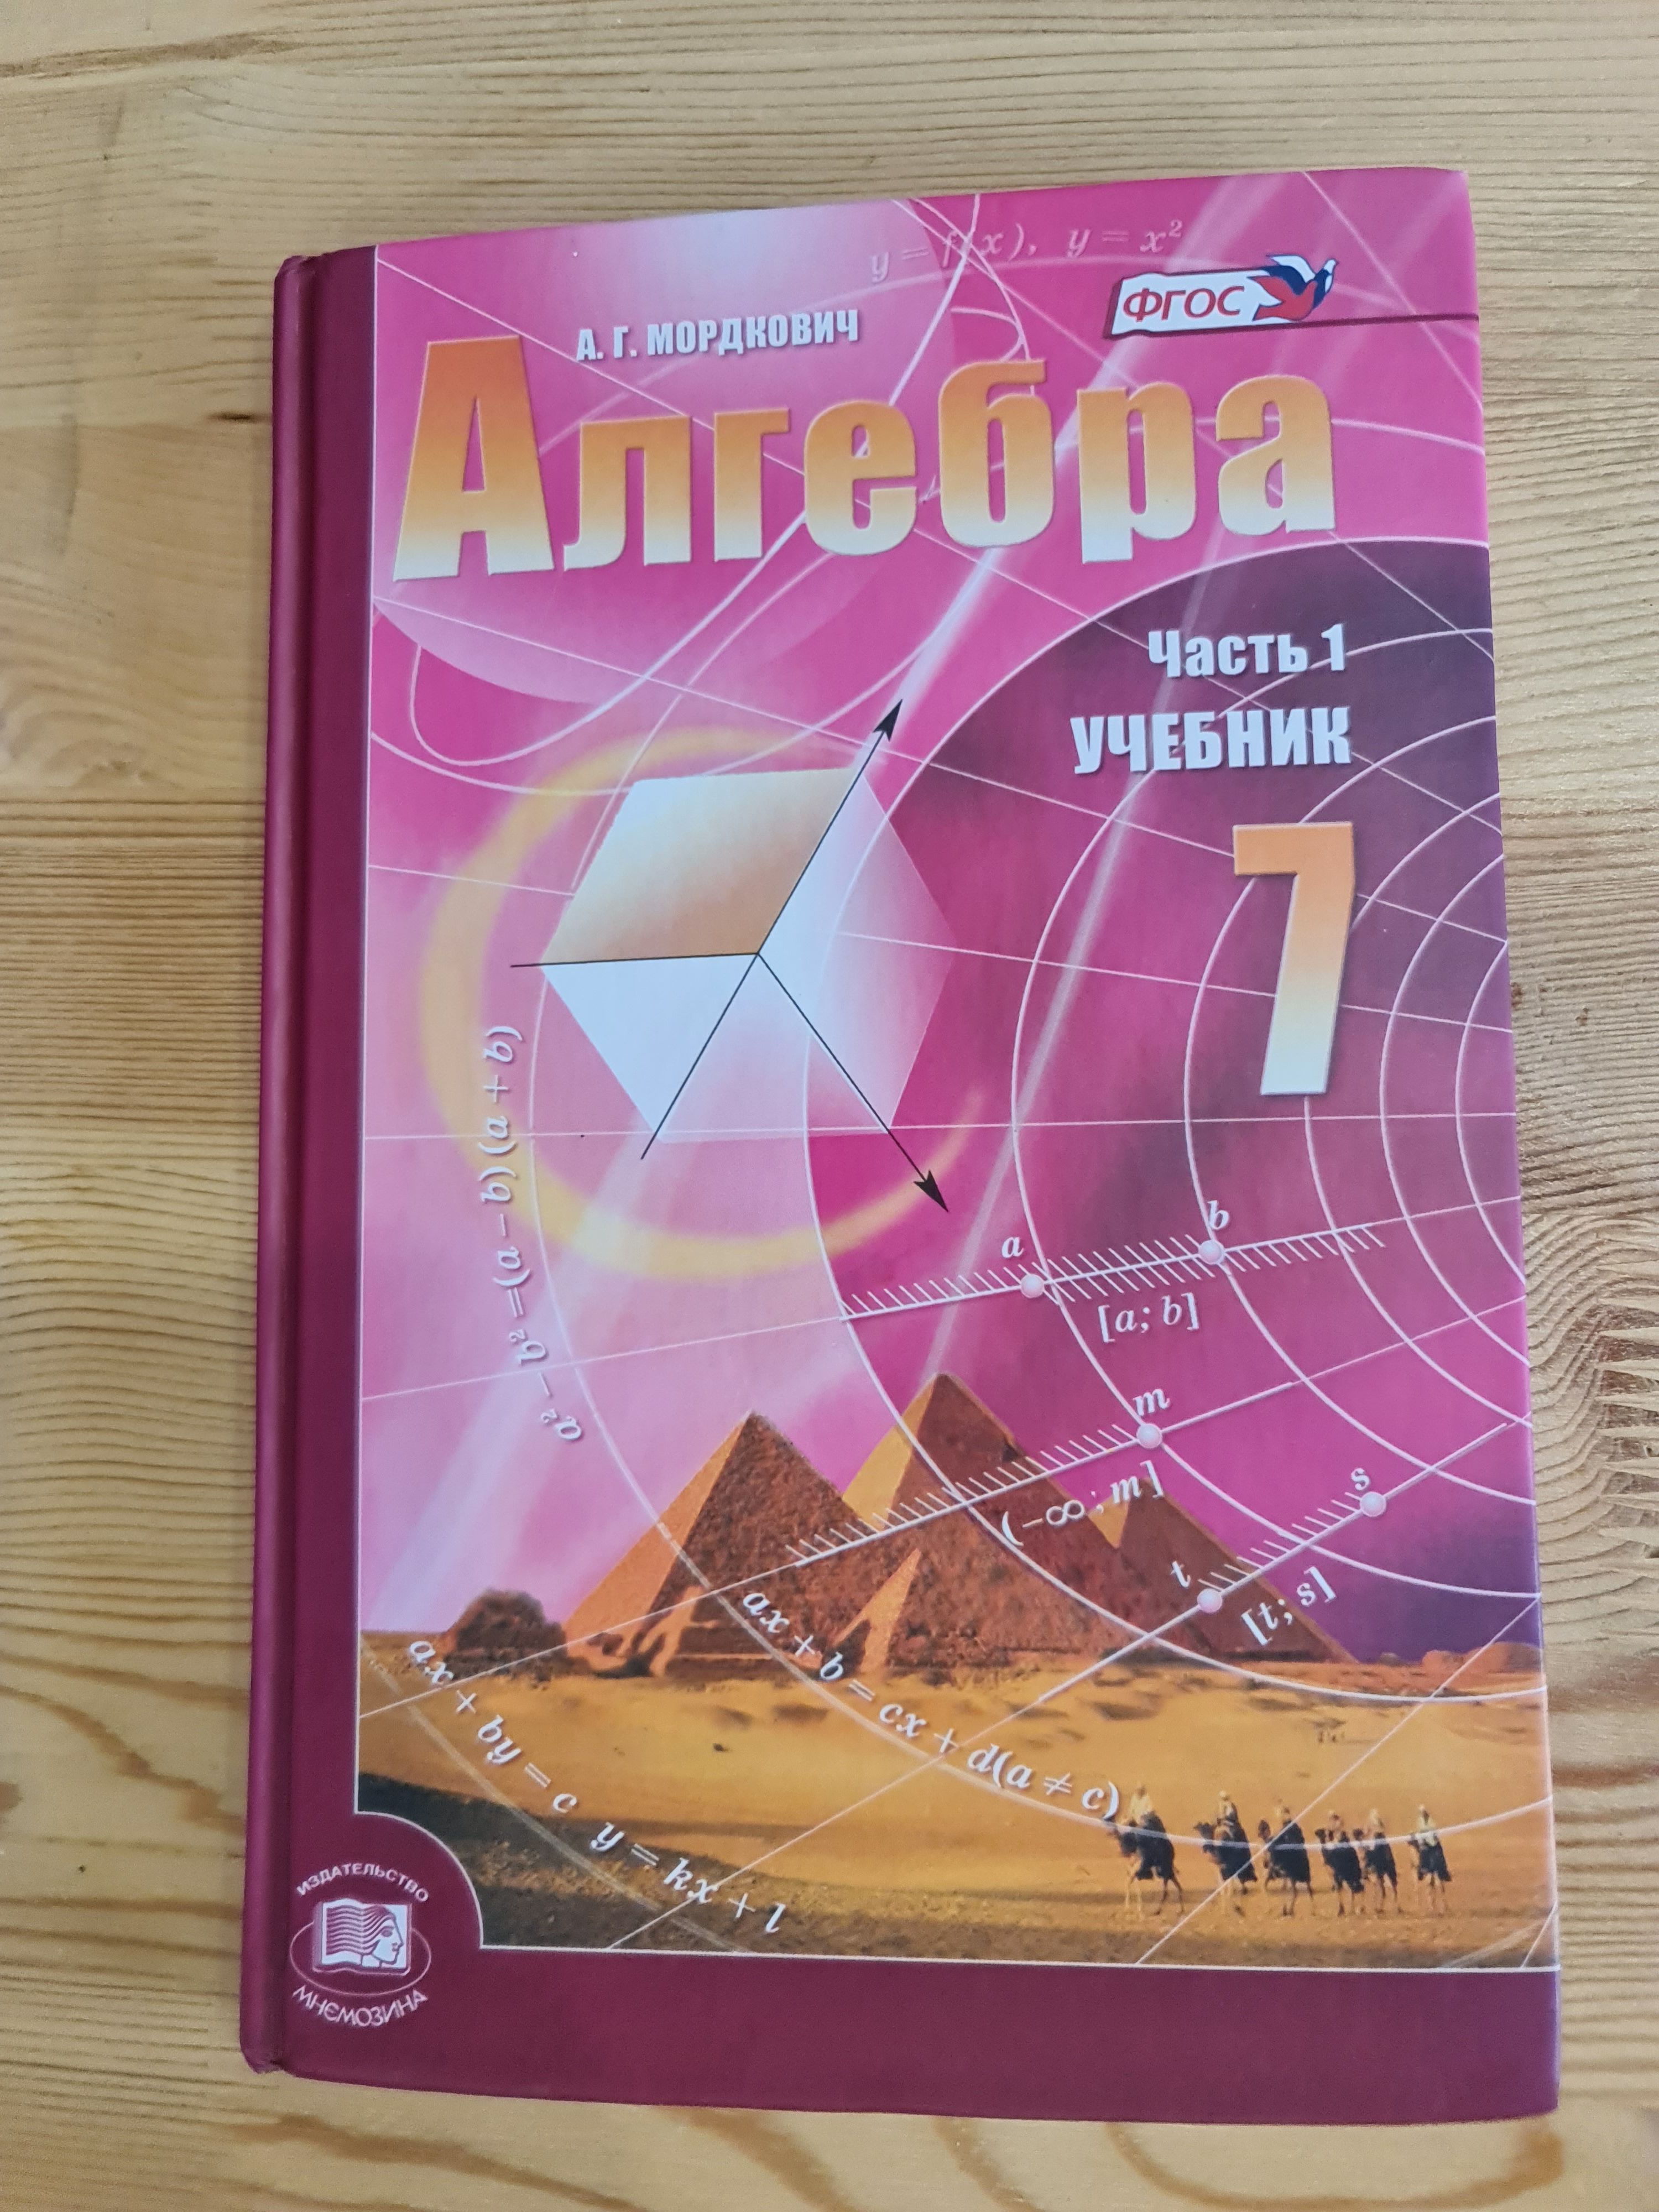 y = f(x), y = x²
ФГОС
А. Г. МОРДКОВИЧ
Алгебра
Часть 1
УЧЕБНИК
7
a² − b² = (a − b)(a + b)
a
b
[a; b]
m
(−∞; m]
s
t
[t; s]
ax + b = cx + d(a ≠ c)
ax + by = c
y = kx + l
ИЗДАТЕЛЬСТВО
МНЕМОЗИНА